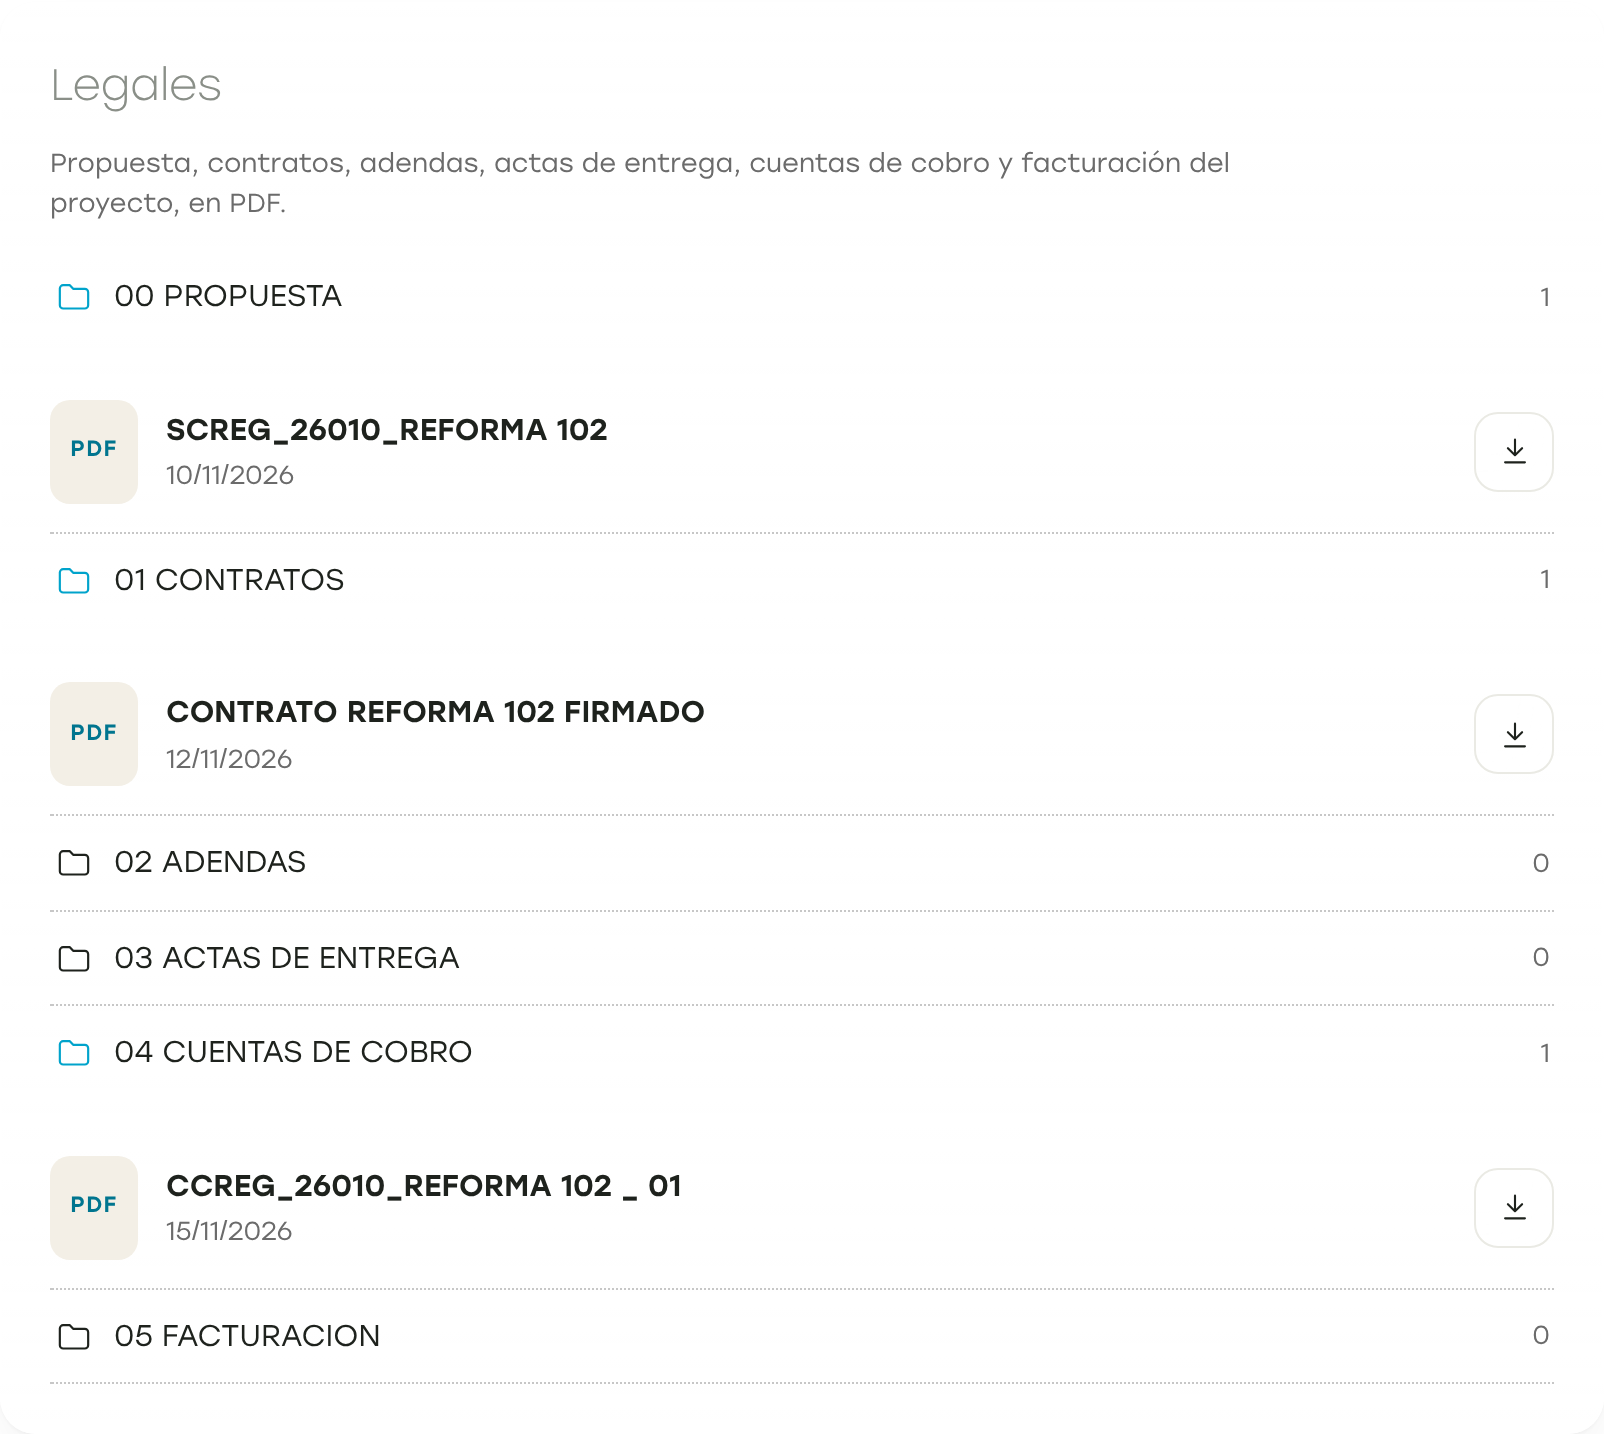 Legales
Propuesta, contratos, adendas, actas de entrega, cuentas de cobro y facturación del
proyecto, en PDF.
00 PROPUESTA 1
PDF SCREG_26010_REFORMA 102
10/11/2026
01 CONTRATOS 1
PDF CONTRATO REFORMA 102 FIRMADO
12/11/2026
02 ADENDAS 0
03 ACTAS DE ENTREGA 0
04 CUENTAS DE COBRO 1
PDF CCREG_26010_REFORMA 102 _ 01
15/11/2026
05 FACTURACION 0